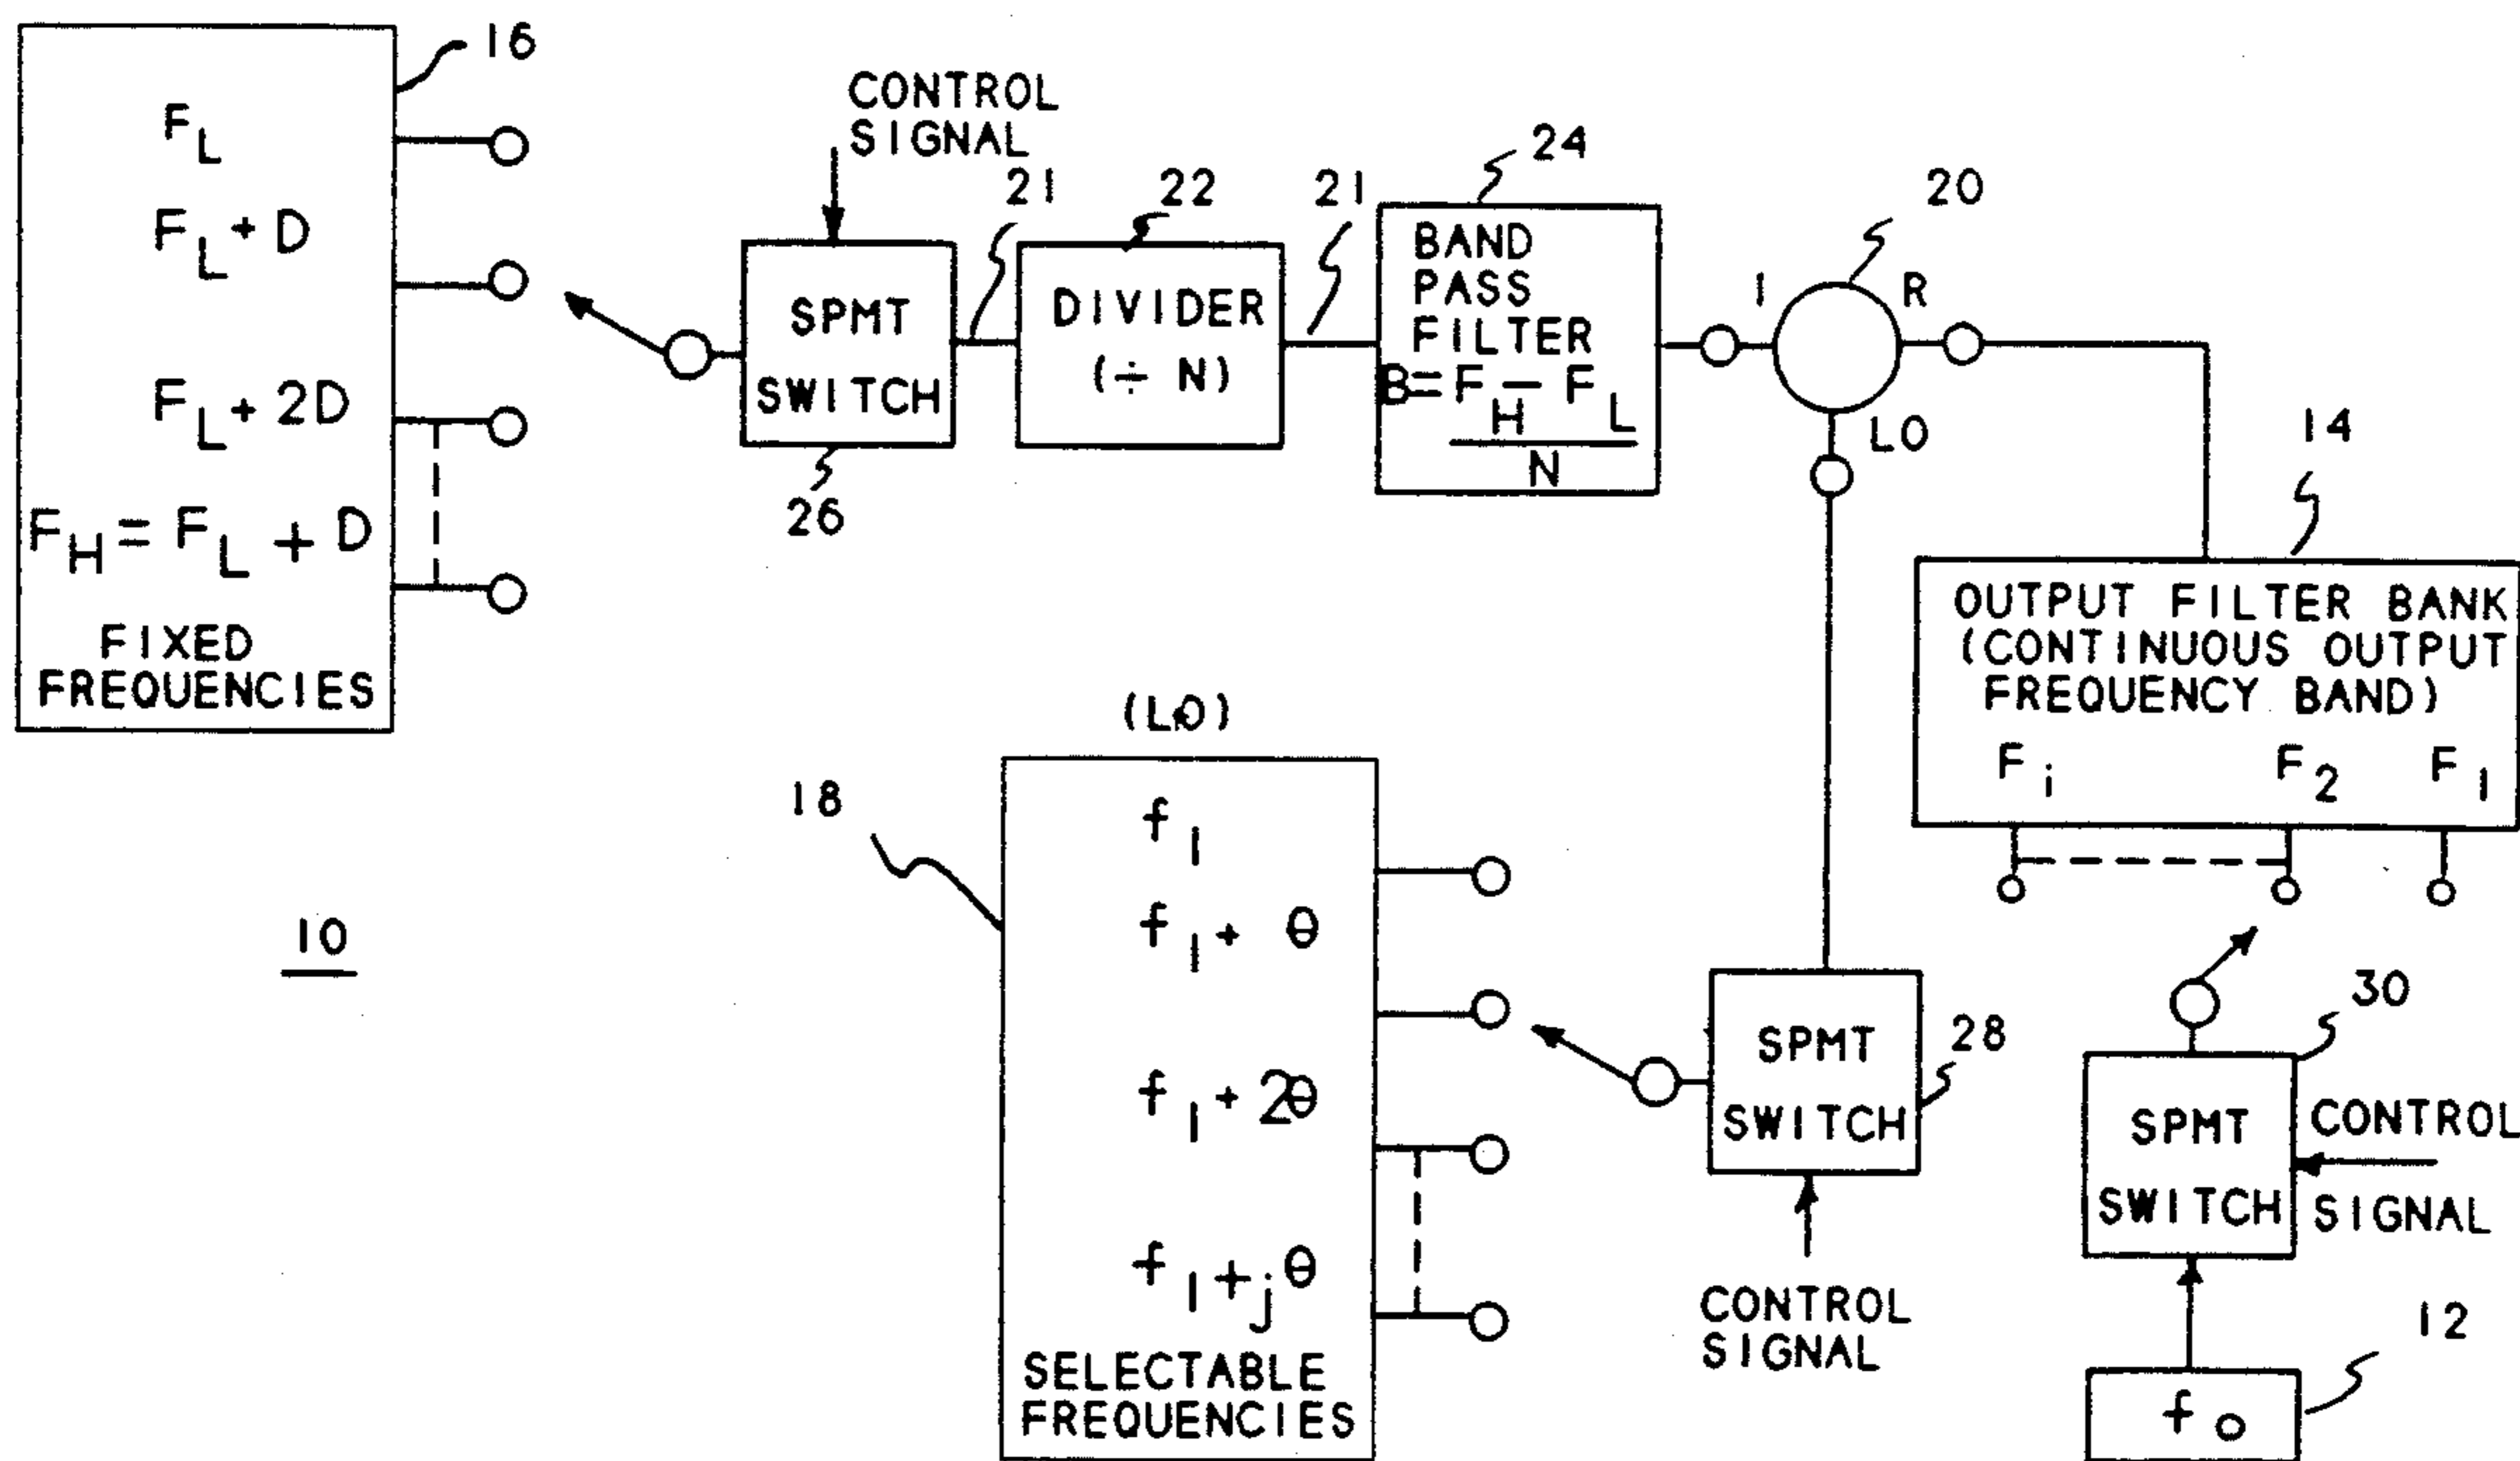 16
F_L
F_L + D
F_L + 2D
F_H = F_L + D
FIXED
FREQUENCIES
CONTROL
SIGNAL
21
22
21
24
SPMT
SWITCH
26
DIVIDER
(÷ N)
BAND
PASS
FILTER
B = F_H - F_L
N
I
R
20
LO
14
OUTPUT FILTER BANK
(CONTINUOUS OUTPUT
FREQUENCY BAND)
F_i F_2 F_1
10
(LO)
18
f_1
f_1 + θ
f_1 + 2θ
f_1 + jθ
SELECTABLE
FREQUENCIES
SPMT
SWITCH
28
CONTROL
SIGNAL
30
SPMT
SWITCH
CONTROL
SIGNAL
12
f_o